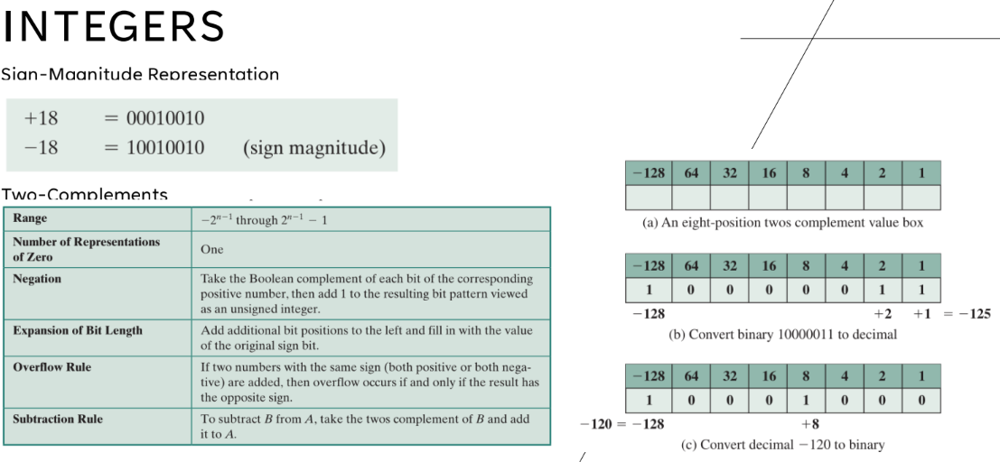 INTEGERS
Sign-Magnitude Representation
+18 = 00010010
−18 = 10010010 (sign magnitude)
Two-Complements
Range −2ⁿ⁻¹ through 2ⁿ⁻¹ − 1
Number of Representations
of Zero
One
Negation
Take the Boolean complement of each bit of the corresponding
positive number, then add 1 to the resulting bit pattern viewed
as an unsigned integer.
Expansion of Bit Length
Add additional bit positions to the left and fill in with the value
of the original sign bit.
Overflow Rule
If two numbers with the same sign (both positive or both nega-
tive) are added, then overflow occurs if and only if the result has
the opposite sign.
Subtraction Rule
To subtract B from A, take the twos complement of B and add
it to A.
−128 64 32 16 8 4 2 1
(a) An eight-position twos complement value box
−128 64 32 16 8 4 2 1
1 0 0 0 0 0 1 1
−128 +2 +1 = −125
(b) Convert binary 10000011 to decimal
−128 64 32 16 8 4 2 1
1 0 0 0 1 0 0 0
−120 = −128 +8
(c) Convert decimal −120 to binary